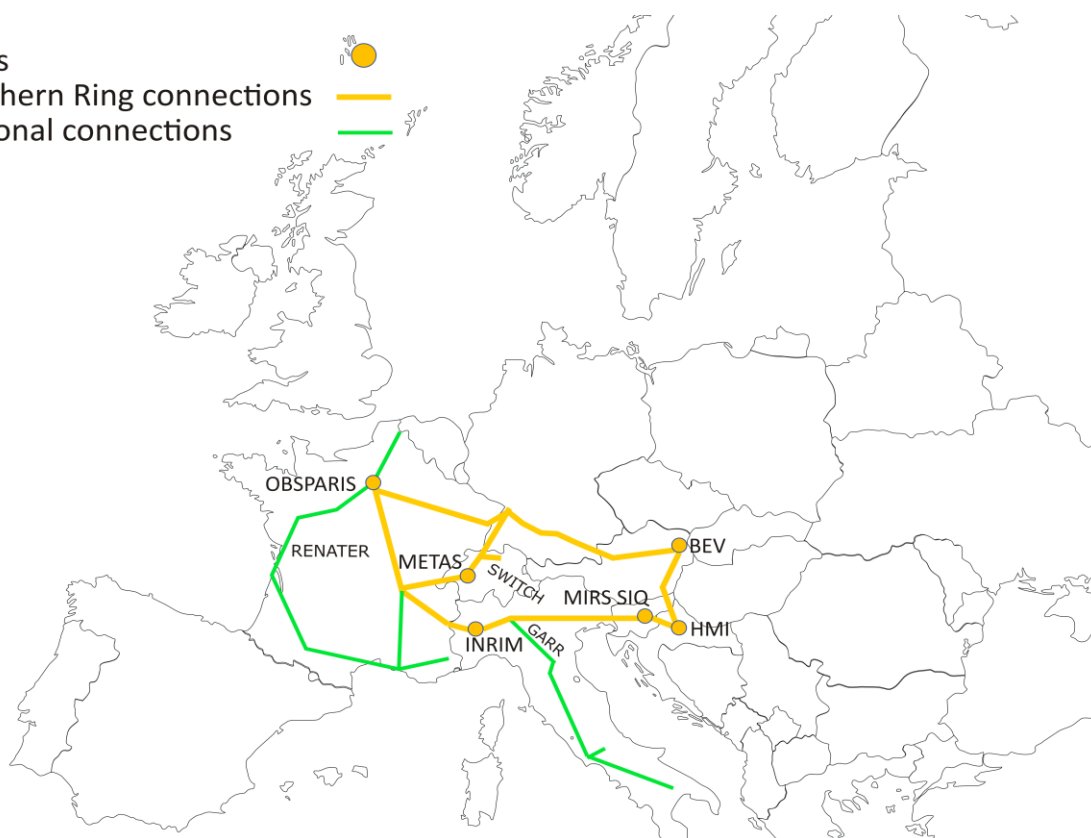 s
hern Ring connections
onal connections
OBSPARIS
RENATER
METAS
SWITCH
BEV
MIRS SIQ
HMI
INRIM
GARR